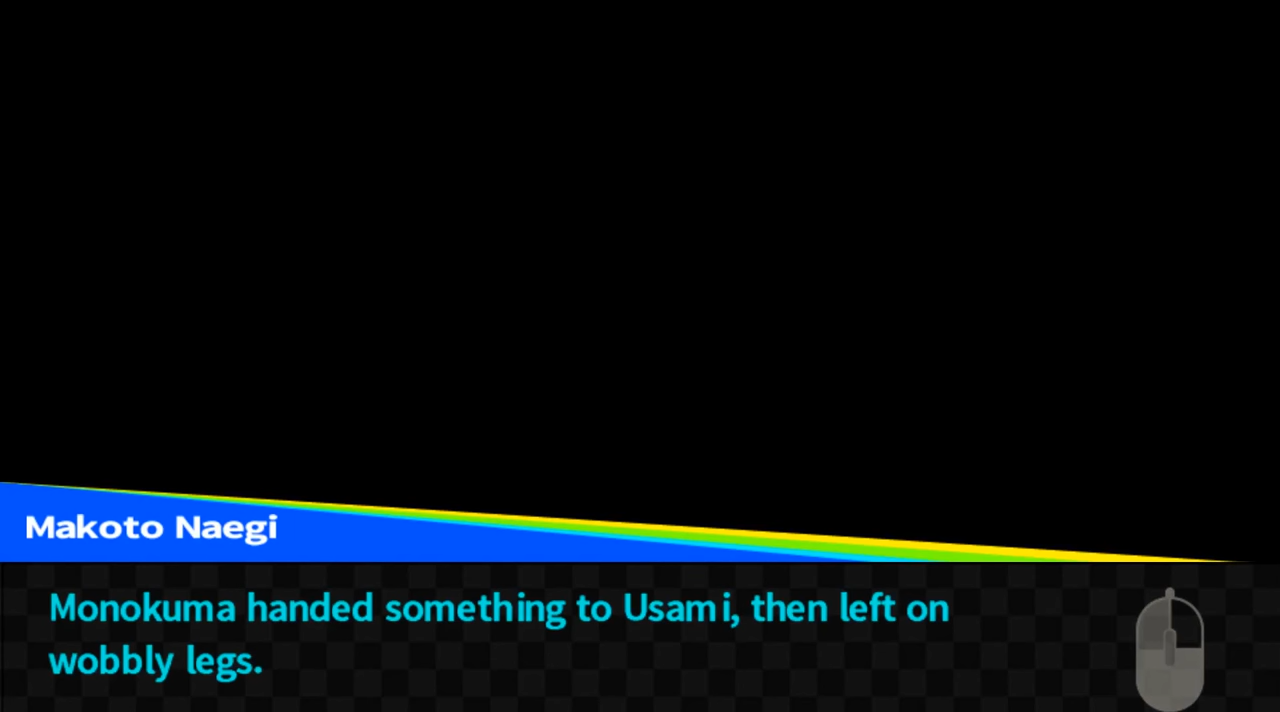 Makoto Naegi
Monokuma handed something to Usami, then left on
wobbly legs.